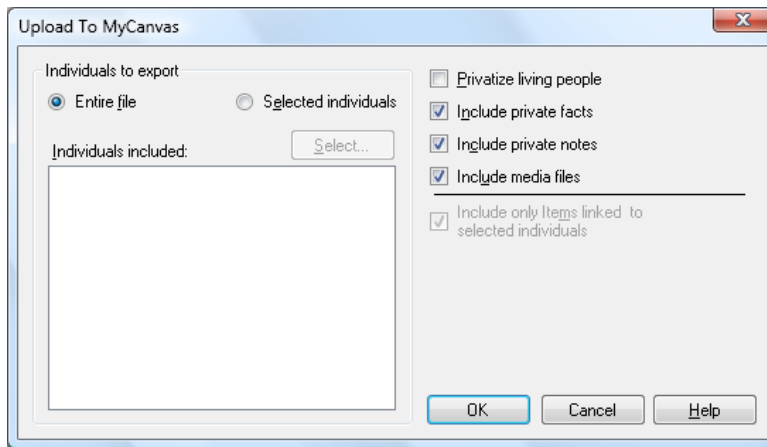 Upload To MyCanvas
Individuals to export
Entire file
Selected individuals
Individuals included:
Select...
Privatize living people
Include private facts
Include private notes
Include media files
Include only Items linked to
selected individuals
OK
Cancel
Help